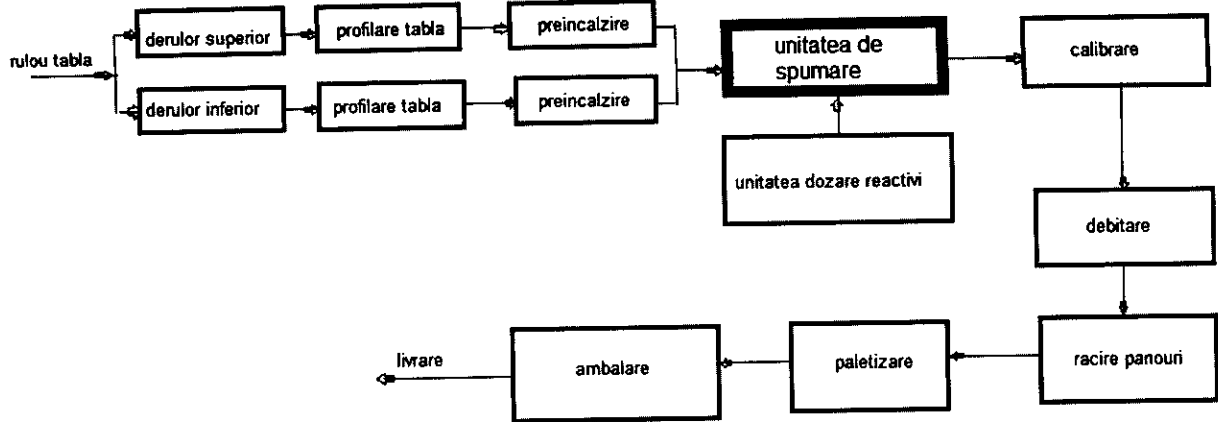 rulou tabla
derulor superior
profilare tabla
preincalzire
derulor inferior
profilare tabla
preincalzire
unitatea de
spumare
unitatea dozare reactivi
calibrare
debitare
racire panouri
paletizare
ambalare
livrare